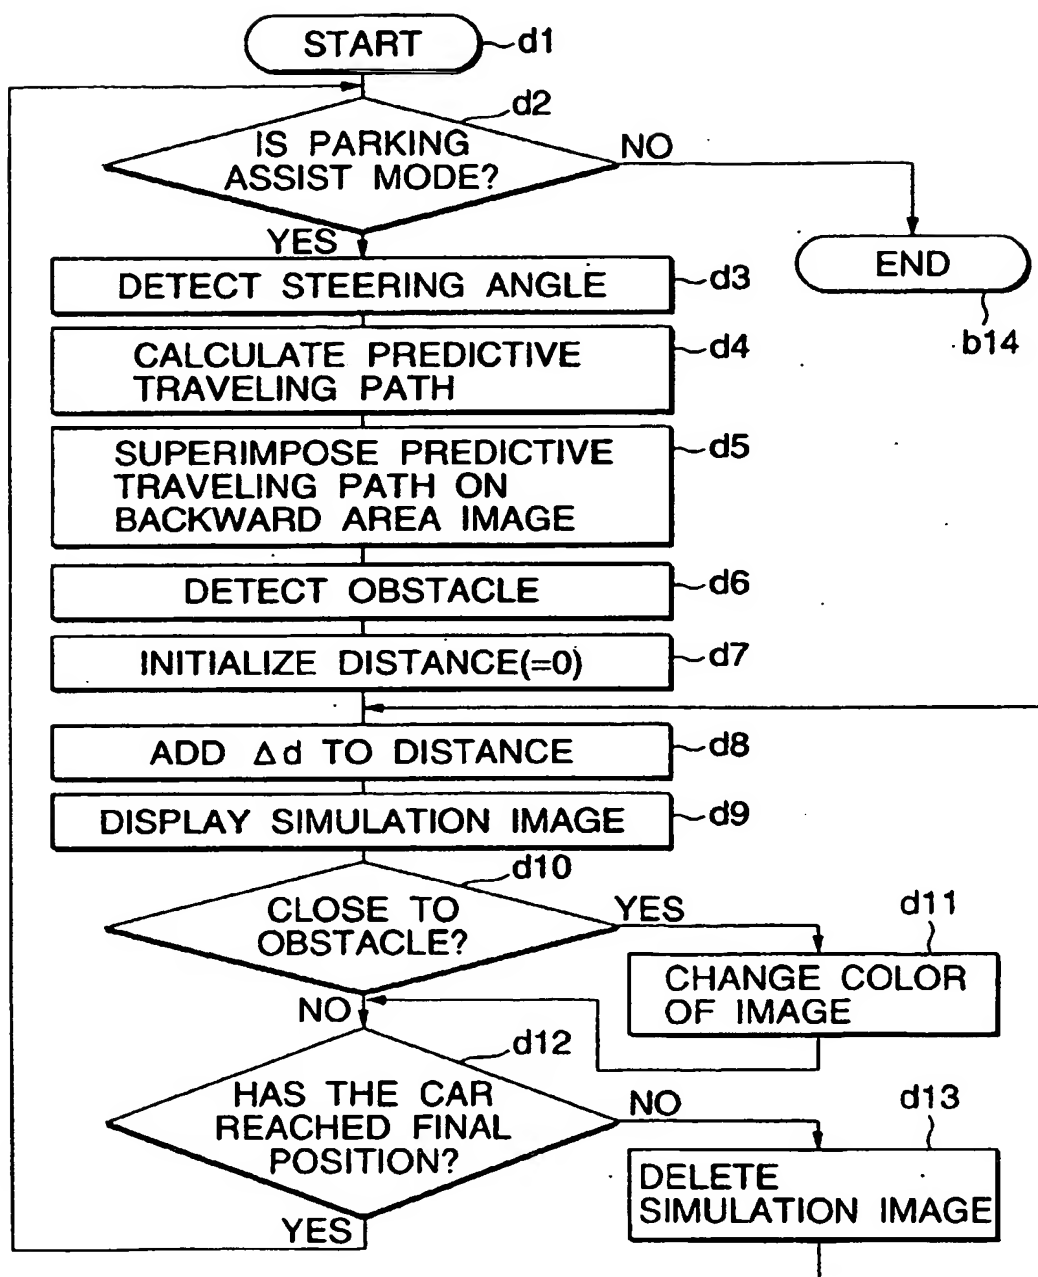 START
d1
d2
IS PARKING
ASSIST MODE?
NO
YES
END
b14
DETECT STEERING ANGLE
d3
CALCULATE PREDICTIVE
TRAVELING PATH
d4
SUPERIMPOSE PREDICTIVE
TRAVELING PATH ON
BACKWARD AREA IMAGE
d5
DETECT OBSTACLE
d6
INITIALIZE DISTANCE(=0)
d7
ADD Δd TO DISTANCE
d8
DISPLAY SIMULATION IMAGE
d9
d10
CLOSE TO
OBSTACLE?
YES
d11
CHANGE COLOR
OF IMAGE
NO
d12
HAS THE CAR
REACHED FINAL
POSITION?
NO
d13
DELETE
SIMULATION IMAGE
YES